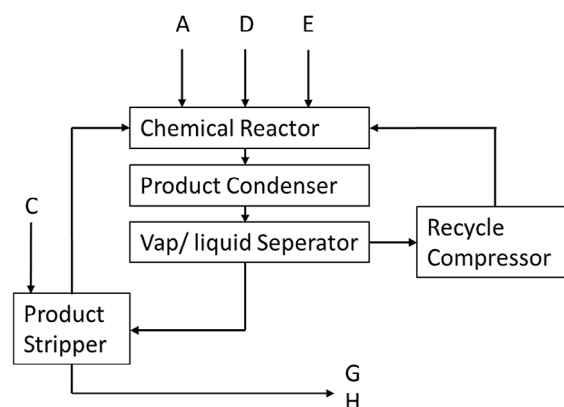 A
D
E
Chemical Reactor
Product Condenser
C
Vap/ liquid Seperator
Recycle
Compressor
Product
Stripper
G
H